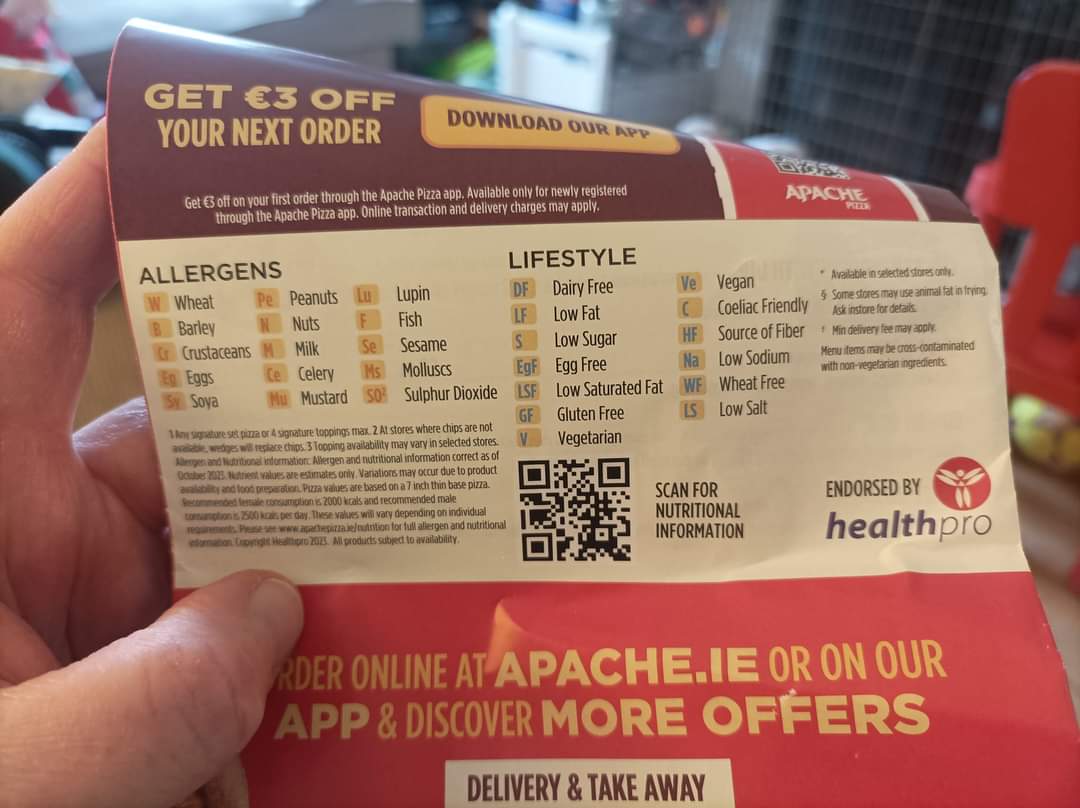 GET €3 OFF
YOUR NEXT ORDER
DOWNLOAD OUR APP
Get €3 off on your first order through the Apache Pizza app. Available only for newly registered
through the Apache Pizza app. Online transaction and delivery charges may apply.
APACHE
PIZZA
ALLERGENS
W Wheat
B Barley
Cr Crustaceans
Eg Eggs
Sy Soya
Pe Peanuts
N Nuts
M Milk
Ce Celery
Mu Mustard
Lu Lupin
F Fish
Se Sesame
Ms Molluscs
SO² Sulphur Dioxide
LIFESTYLE
DF Dairy Free
LF Low Fat
S Low Sugar
EgF Egg Free
LSF Low Saturated Fat
GF Gluten Free
V Vegetarian
Ve Vegan
C Coeliac Friendly
HF Source of Fiber
Na Low Sodium
WF Wheat Free
LS Low Salt
* Available in selected stores only.
§ Some stores may use animal fat in frying.
Ask instore for details.
† Min delivery fee may apply.
Menu items may be cross-contaminated
with non-vegetarian ingredients.
1 Any signature set pizza or 4 signature toppings max. 2 At stores where chips are not
available, wedges will replace chips. 3 Topping availability may vary in selected stores.
Allergen and Nutritional information: Allergen and nutritional information correct as of
October 2023. Nutrient values are estimates only. Variations may occur due to product
availability and food preparation. Pizza values are based on a 7 inch thin base pizza.
Recommended female consumption is 2000 kcals and recommended male
consumption is 2500 kcals per day. These values will vary depending on individual
requirements. Please see www.apachepizza.ie/nutrition for full allergen and nutritional
information. Copyright Healthpro 2023. All products subject to availability.
SCAN FOR
NUTRITIONAL
INFORMATION
ENDORSED BY
healthpro
RDER ONLINE AT APACHE.IE OR ON OUR
APP & DISCOVER MORE OFFERS
DELIVERY & TAKE AWAY